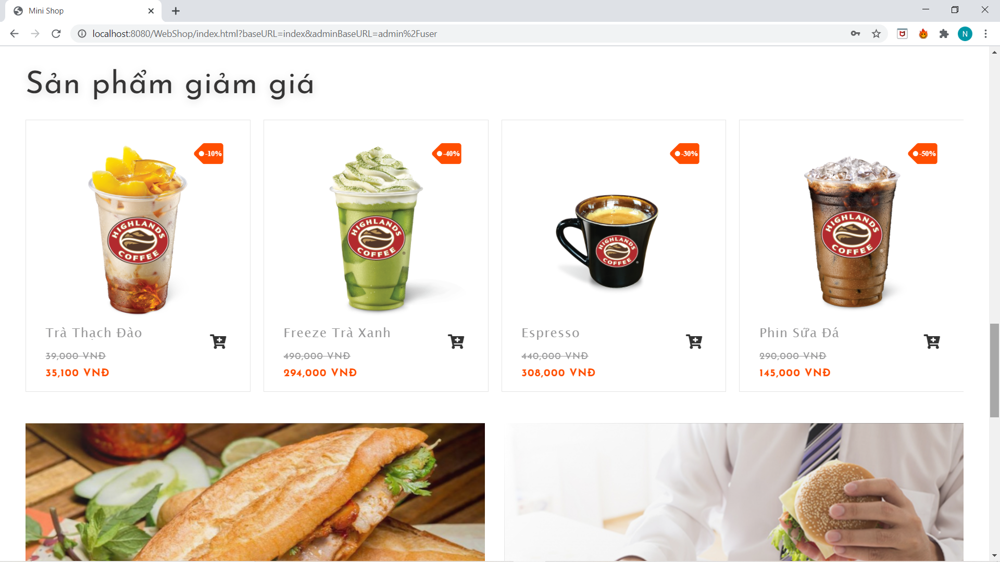 Mini Shop
localhost:8080/WebShop/index.html?baseURL=index&adminBaseURL=admin%2Fuser
N
Sản phẩm giảm giá
-10%
-40%
-30%
-50%
HIGHLANDS COFFEE
HIGHLANDS COFFEE
HIGHLANDS COFFEE
HIGHLANDS COFFEE
Trà Thạch Đào
39,000 VNĐ
35,100 VNĐ
Freeze Trà Xanh
490,000 VNĐ
294,000 VNĐ
Espresso
440,000 VNĐ
308,000 VNĐ
Phin Sữa Đá
290,000 VNĐ
145,000 VNĐ